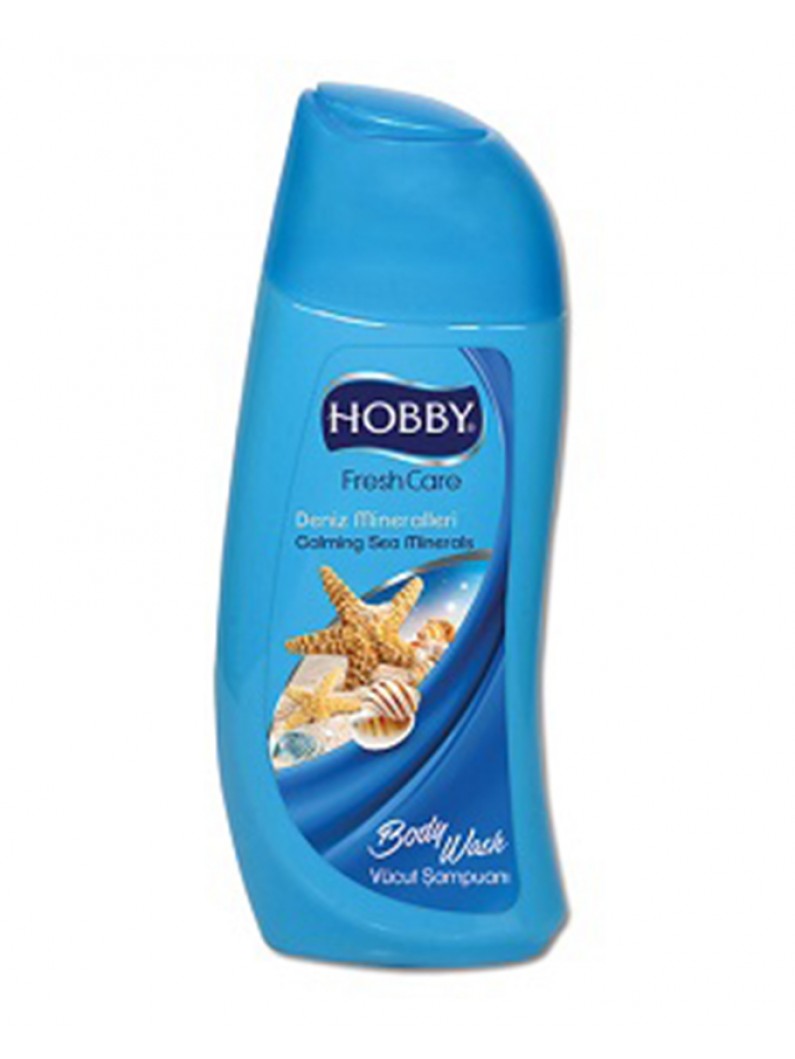 HOBBY®
Fresh Care
Deniz Mineralleri
Calming Sea Minerals
Body
Wash
Vücut Şampuanı